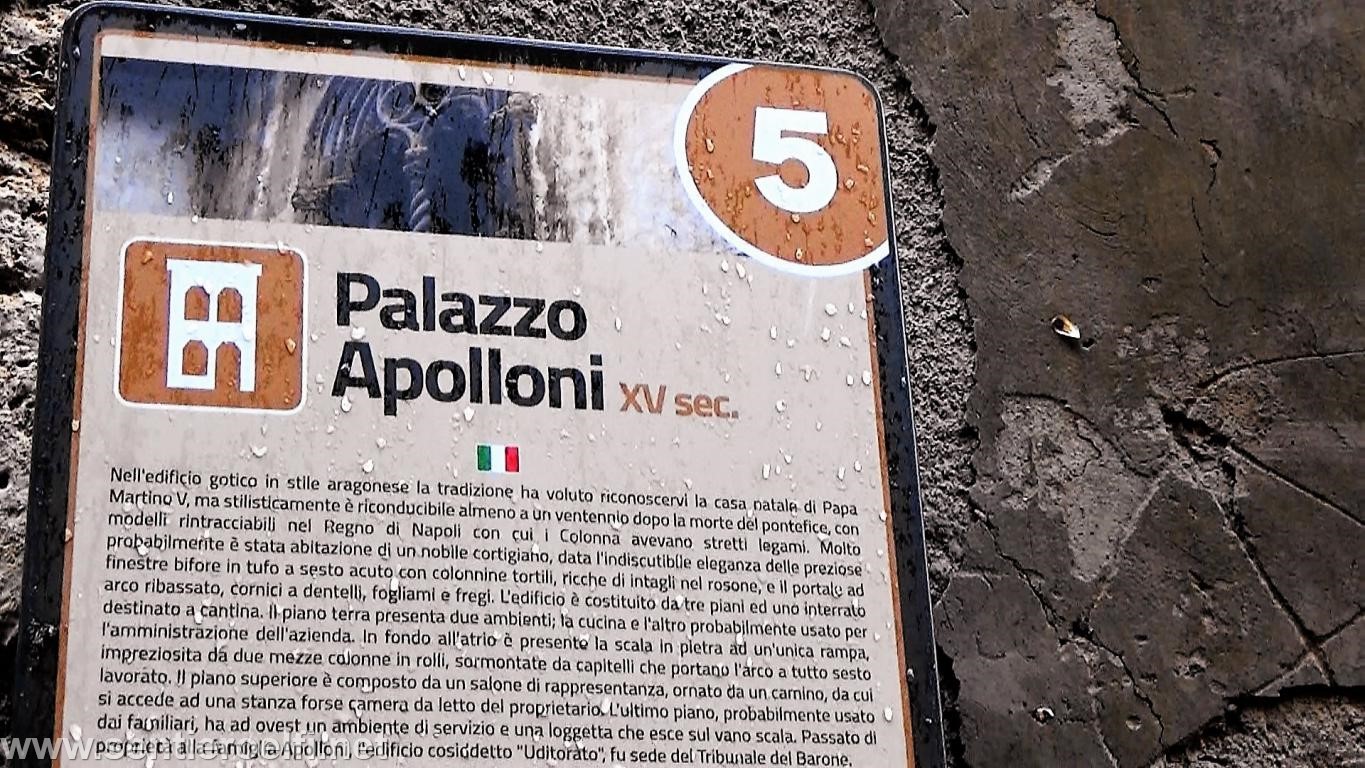 5
Palazzo
Apolloni XV sec.
Nell'edificio gotico in stile aragonese la tradizione ha voluto riconoscervi la casa natale di Papa
Martino V, ma stilisticamente è riconducibile almeno a un ventennio dopo la morte del pontefice, con
modelli rintracciabili nel Regno di Napoli con cui i Colonna avevano stretti legami. Molto
probabilmente è stata abitazione di un nobile cortigiano, data l'indiscutibile eleganza delle preziose
finestre bifore in tufo a sesto acuto con colonnine tortili, ricche di intagli nel rosone, e il portale ad
arco ribassato, cornici a dentelli, fogliami e fregi. L'edificio è costituito da tre piani ed uno interrato
destinato a cantina. Il piano terra presenta due ambienti; la cucina e l'altro probabilmente usato per
l'amministrazione dell'azienda. In fondo all'atrio è presente la scala in pietra ad un'unica rampa,
impreziosita da due mezze colonne in rolli, sormontate da capitelli che portano l'arco a tutto sesto
lavorato. Il piano superiore è composto da un salone di rappresentanza, ornato da un camino, da cui
si accede ad una stanza forse camera da letto del proprietario. L'ultimo piano, probabilmente usato
dai familiari, ha ad ovest un ambiente di servizio e una loggetta che esce sul vano scala. Passato di
proprietà alla famiglia Apolloni, l'edificio cosiddetto "Uditorato", fu sede del Tribunale del Barone.